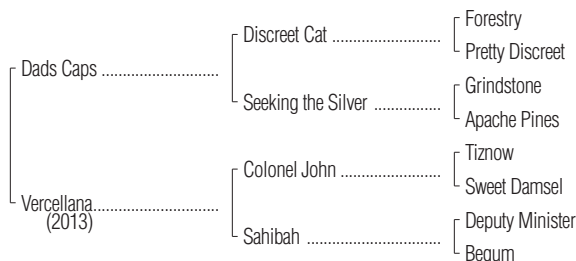 Forestry
Discreet Cat ........................
Pretty Discreet
Dads Caps ..........................
Grindstone
Seeking the Silver ...............
Apache Pines
Tiznow
Colonel John ......................
Sweet Damsel
Vercellana............................
(2013)
Deputy Minister
Sahibah ..............................
Begum